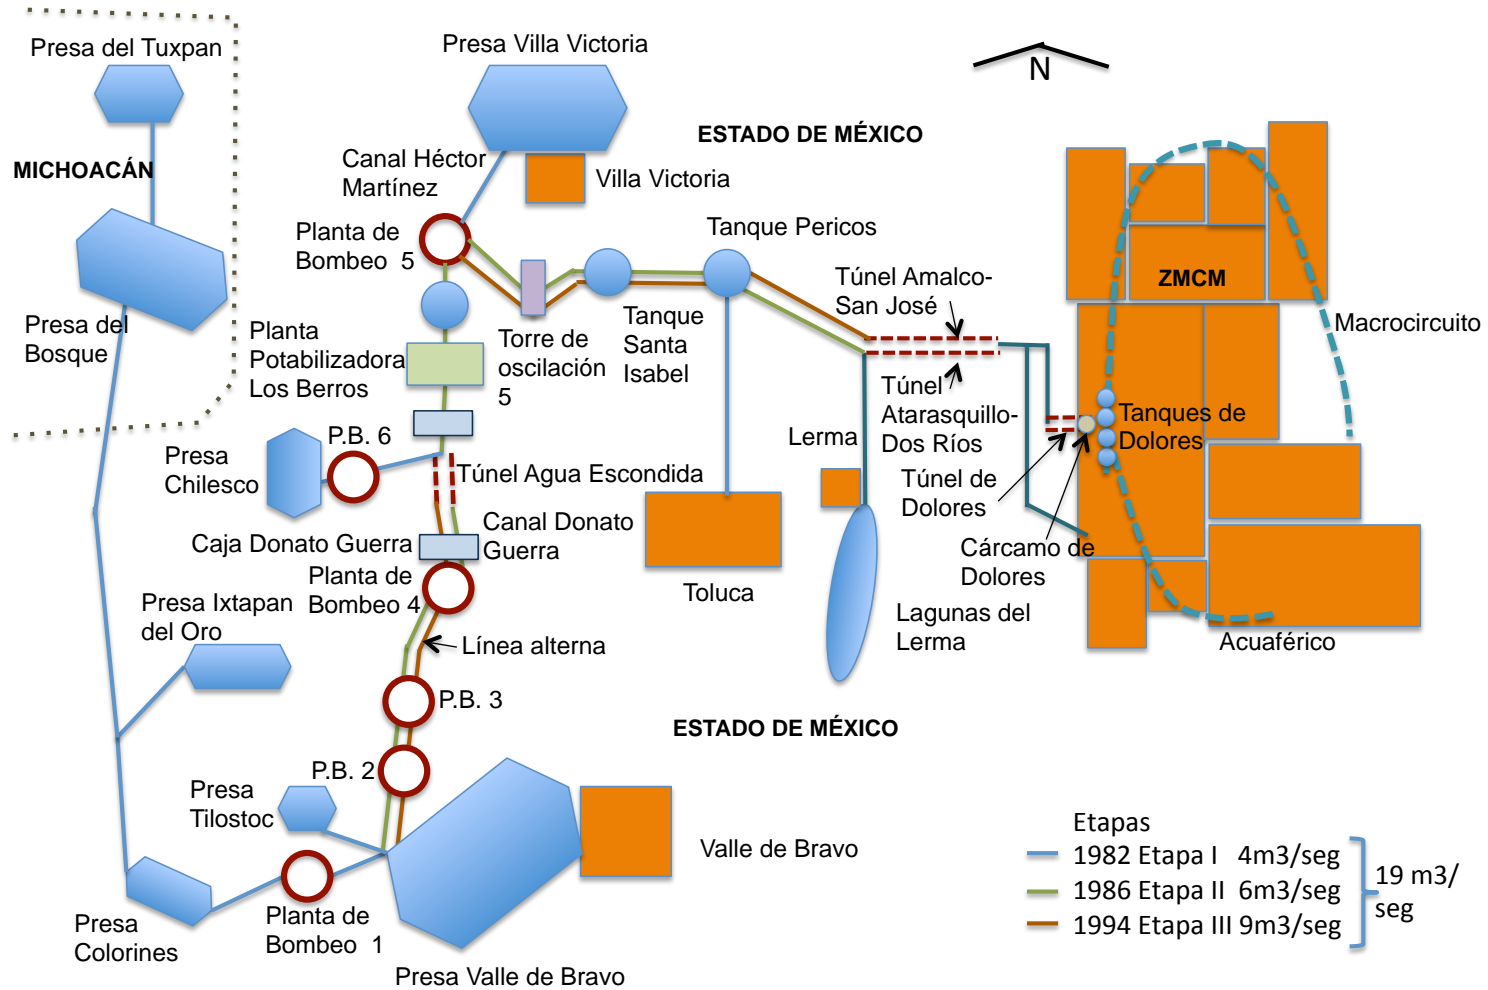 Presa del Tuxpan
MICHOACÁN
Presa del
Bosque
Presa Villa Victoria
Canal Héctor
Martínez
Villa Victoria
ESTADO DE MÉXICO
N
Planta de
Bombeo 5
Tanque Pericos
Túnel Amalco-
San José
ZMCM
Macrocircuito
Planta
Potabilizadora
Los Berros
Torre de
oscilación
5
Tanque
Santa
Isabel
Túnel
Atarasquillo-
Dos Ríos
Tanques de
Dolores
Lerma
P.B. 6
Presa
Chilesco
Túnel Agua Escondida
Túnel de
Dolores
Caja Donato Guerra
Canal Donato
Guerra
Cárcamo de
Dolores
Planta de
Bombeo 4
Toluca
Presa Ixtapan
del Oro
Línea alterna
Lagunas del
Lerma
Acuaférico
P.B. 3
ESTADO DE MÉXICO
P.B. 2
Presa
Tilostoc
Valle de Bravo
Planta de
Bombeo 1
Presa
Colorines
Presa Valle de Bravo
Etapas
1982 Etapa I 4m3/seg
1986 Etapa II 6m3/seg
1994 Etapa III 9m3/seg
19 m3/
seg